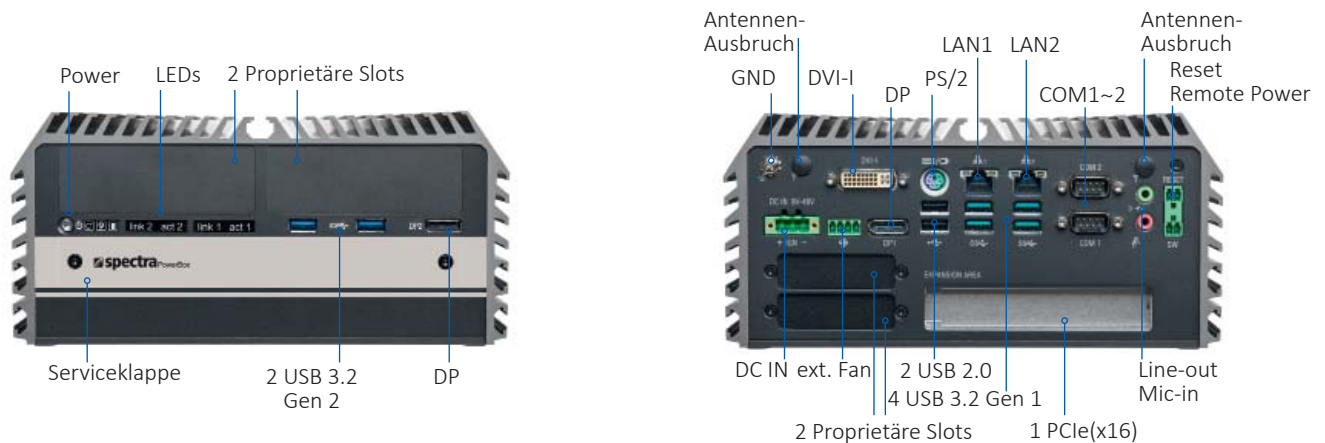 Power
LEDs
2 Proprietäre Slots
link 2 act 2
link 1 act 1
DP2
spectra PowerBox
Serviceklappe
2 USB 3.2
Gen 2
DP
Antennen-
Ausbruch
GND
DVI-I
DP
PS/2
LAN1
LAN2
COM1~2
Antennen-
Ausbruch
Reset
Remote Power
DVI-I
COM 2
RESET
DC IN 9V-48V
+ IGN -
DP1
COM 1
SW
EXPANSION AREA
DC IN
ext. Fan
2 USB 2.0
4 USB 3.2 Gen 1
Line-out
Mic-in
2 Proprietäre Slots
1 PCIe(x16)